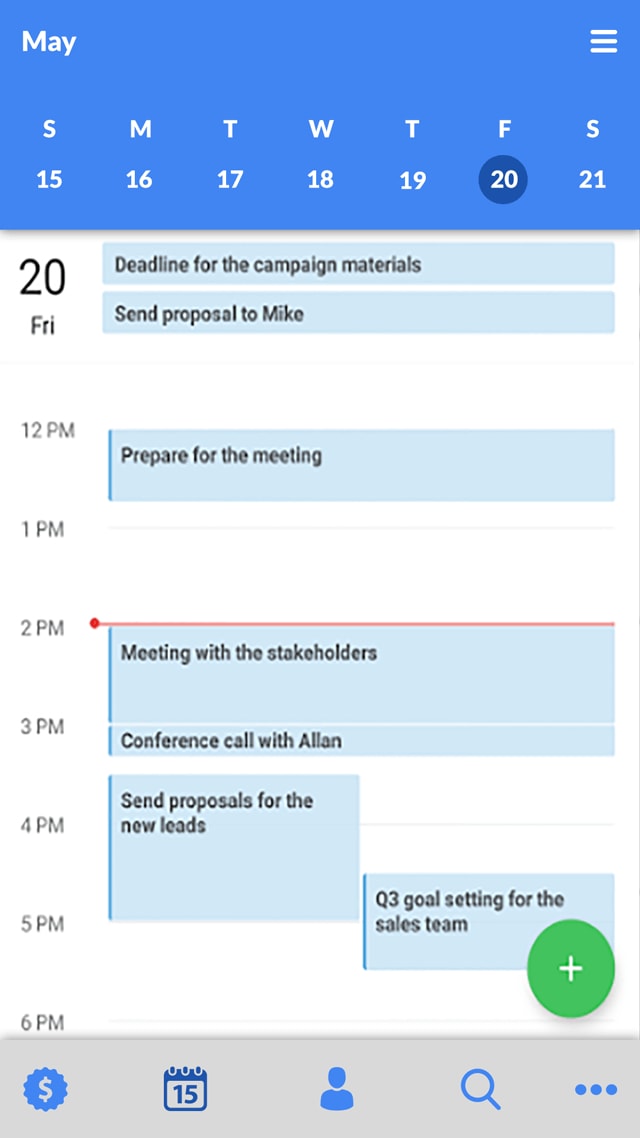 May
S M T W T F S
15 16 17 18 19 20 21
20
Fri
Deadline for the campaign materials
Send proposal to Mike
12 PM
Prepare for the meeting
1 PM
2 PM
Meeting with the stakeholders
3 PM
Conference call with Allan
Send proposals for the
new leads
4 PM
Q3 goal setting for the
sales team
5 PM
+
6 PM
$
15